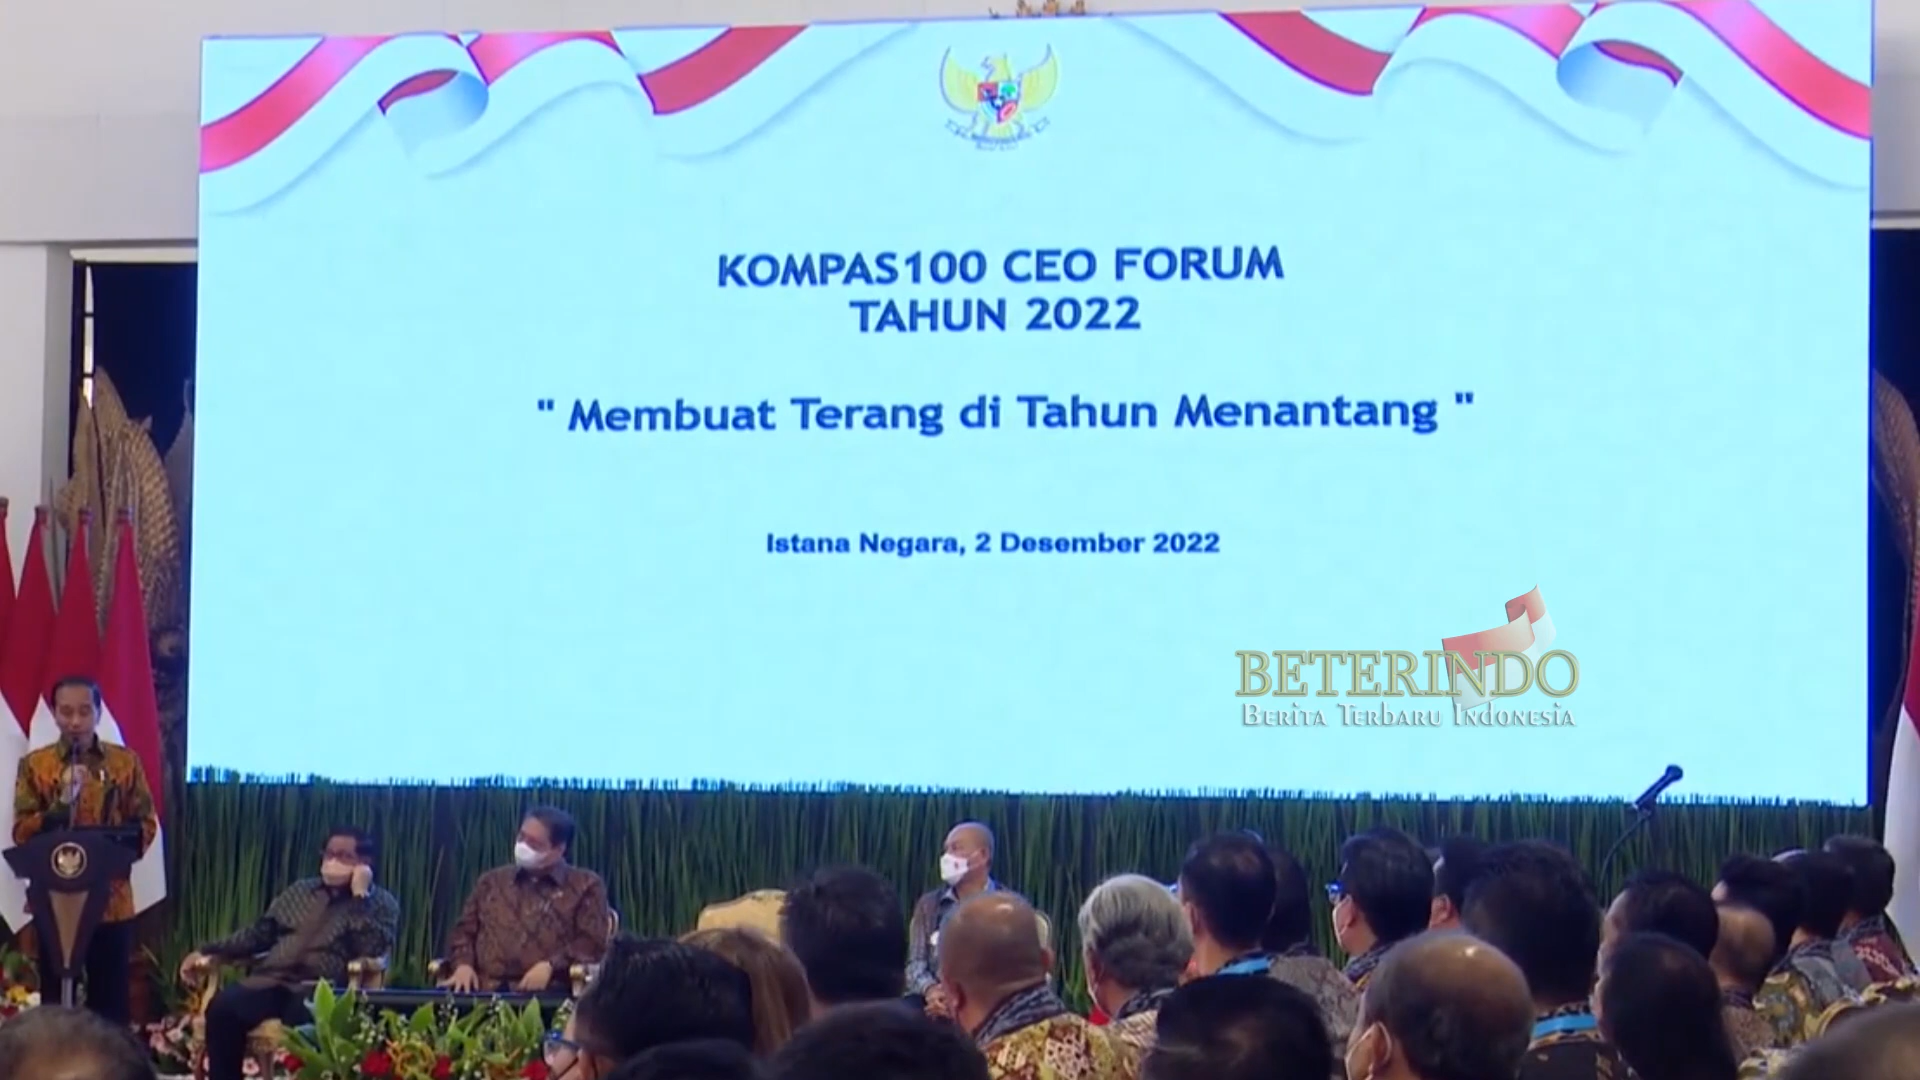 KOMPAS100 CEO FORUM
TAHUN 2022
" Membuat Terang di Tahun Menantang "
Istana Negara, 2 Desember 2022
BETERINDO
Berita Terbaru Indonesia